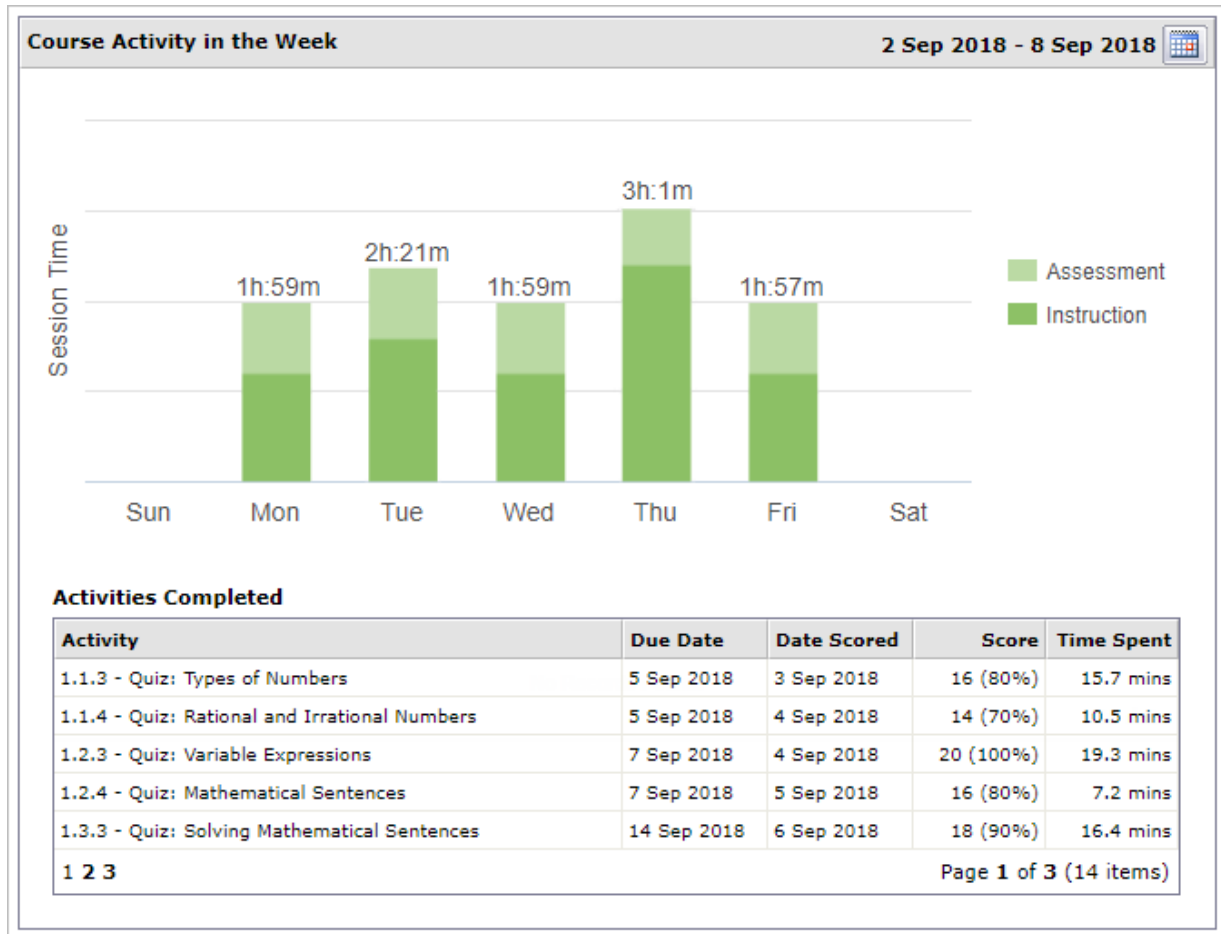 Course Activity in the Week 2 Sep 2018 - 8 Sep 2018
3h:1m
2h:21m
1h:59m 1h:59m 1h:57m
Session Time
Assessment
Instruction
Sun Mon Tue Wed Thu Fri Sat
Activities Completed
Activity Due Date Date Scored Score Time Spent
1.1.3 - Quiz: Types of Numbers 5 Sep 2018 3 Sep 2018 16 (80%) 15.7 mins
1.1.4 - Quiz: Rational and Irrational Numbers 5 Sep 2018 4 Sep 2018 14 (70%) 10.5 mins
1.2.3 - Quiz: Variable Expressions 7 Sep 2018 4 Sep 2018 20 (100%) 19.3 mins
1.2.4 - Quiz: Mathematical Sentences 7 Sep 2018 5 Sep 2018 16 (80%) 7.2 mins
1.3.3 - Quiz: Solving Mathematical Sentences 14 Sep 2018 6 Sep 2018 18 (90%) 16.4 mins
1 2 3 Page 1 of 3 (14 items)